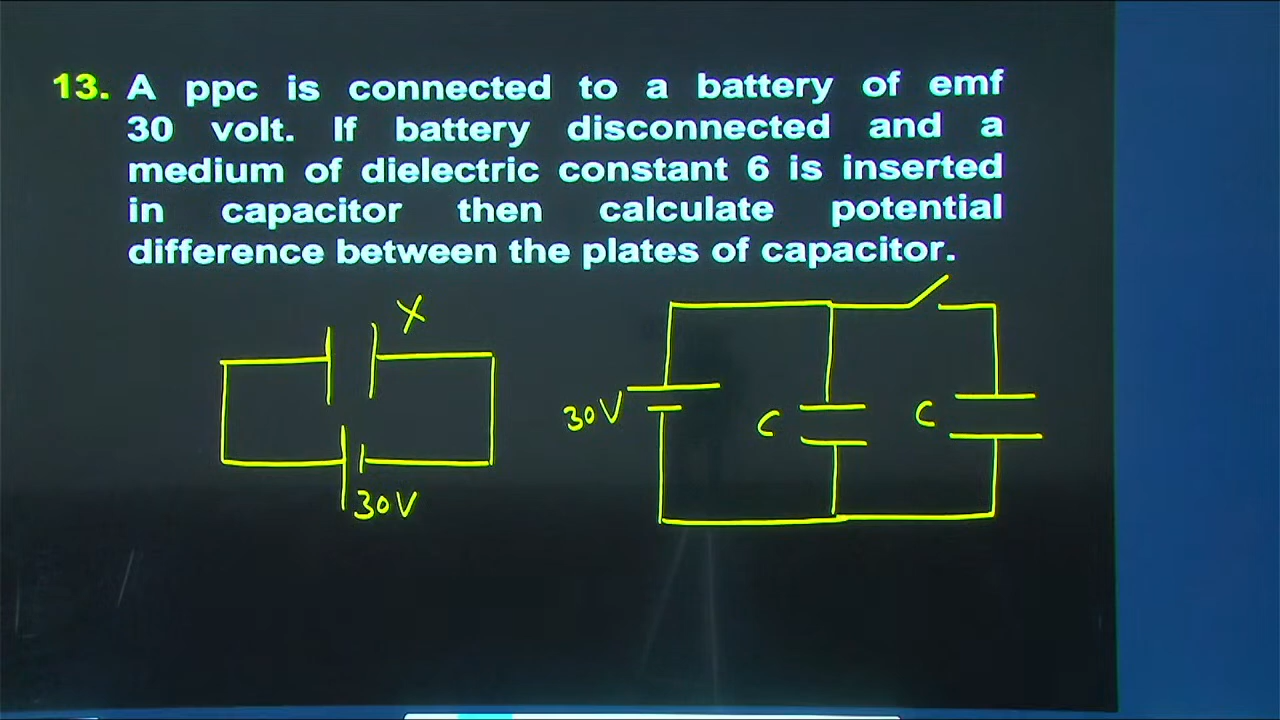 13. A ppc is connected to a battery of emf
30 volt. If battery disconnected and a
medium of dielectric constant 6 is inserted
in capacitor then calculate potential
difference between the plates of capacitor.
X
30V
30V
C
C